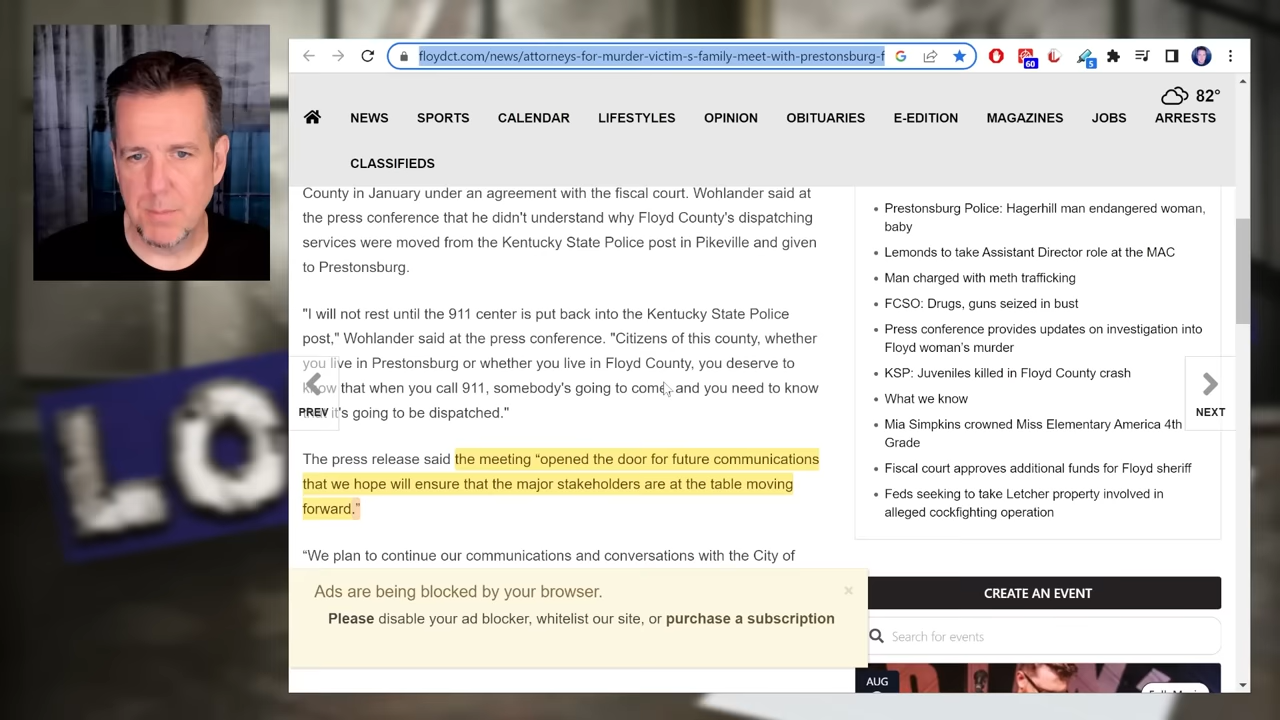 floydct.com/news/attorneys-for-murder-victim-s-family-meet-with-prestonsburg-f
60
5
82°
NEWS SPORTS CALENDAR LIFESTYLES OPINION OBITUARIES E-EDITION MAGAZINES JOBS ARRESTS
CLASSIFIEDS
County in January under an agreement with the fiscal court. Wohlander said at
the press conference that he didn't understand why Floyd County's dispatching
services were moved from the Kentucky State Police post in Pikeville and given
to Prestonsburg.
"I will not rest until the 911 center is put back into the Kentucky State Police
post," Wohlander said at the press conference. "Citizens of this county, whether
you live in Prestonsburg or whether you live in Floyd County, you deserve to
know that when you call 911, somebody's going to come, and you need to know
it's going to be dispatched."
PREV
The press release said the meeting “opened the door for future communications
that we hope will ensure that the major stakeholders are at the table moving
forward.”
“We plan to continue our communications and conversations with the City of
Ads are being blocked by your browser.
×
Please disable your ad blocker, whitelist our site, or purchase a subscription
Prestonsburg Police: Hagerhill man endangered woman,
baby
Lemonds to take Assistant Director role at the MAC
Man charged with meth trafficking
FCSO: Drugs, guns seized in bust
Press conference provides updates on investigation into
Floyd woman's murder
KSP: Juveniles killed in Floyd County crash
What we know
Mia Simpkins crowned Miss Elementary America 4th
Grade
Fiscal court approves additional funds for Floyd sheriff
Feds seeking to take Letcher property involved in
alleged cockfighting operation
NEXT
CREATE AN EVENT
Search for events
AUG
LO